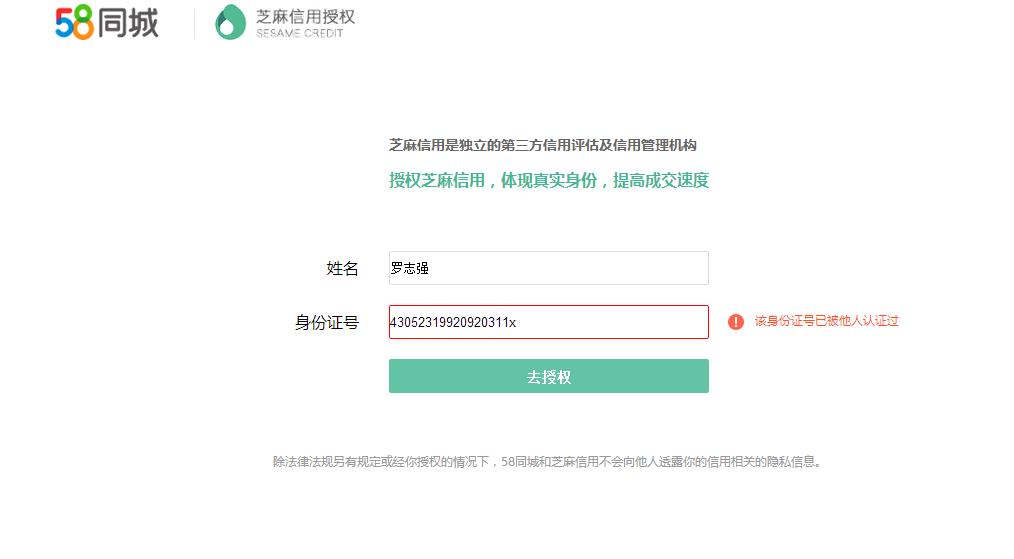 58同城
芝麻信用授权
SESAME CREDIT
芝麻信用是独立的第三方信用评估及信用管理机构
授权芝麻信用，体现真实身份，提高成交速度
姓名 罗志强
身份证号 43052319920920311x 该身份证号已被他人认证过
去授权
除法律法规另有规定或经你授权的情况下，58同城和芝麻信用不会向他人透露你的信用相关的隐私信息。